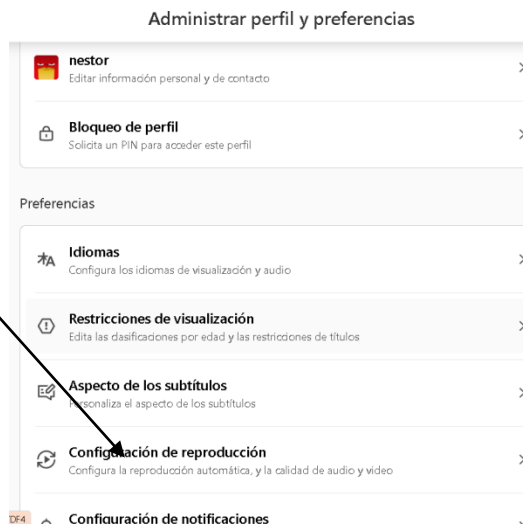 Administrar perfil y preferencias
nestor
Editar información personal y de contacto
Bloqueo de perfil
Solicita un PIN para acceder este perfil
Preferencias
Idiomas
Configura los idiomas de visualización y audio
Restricciones de visualización
Edita las clasificaciones por edad y las restricciones de títulos
Aspecto de los subtítulos
Personaliza el aspecto de los subtítulos
Configuración de reproducción
Configura la reproducción automática, y la calidad de audio y video
Configuración de notificaciones